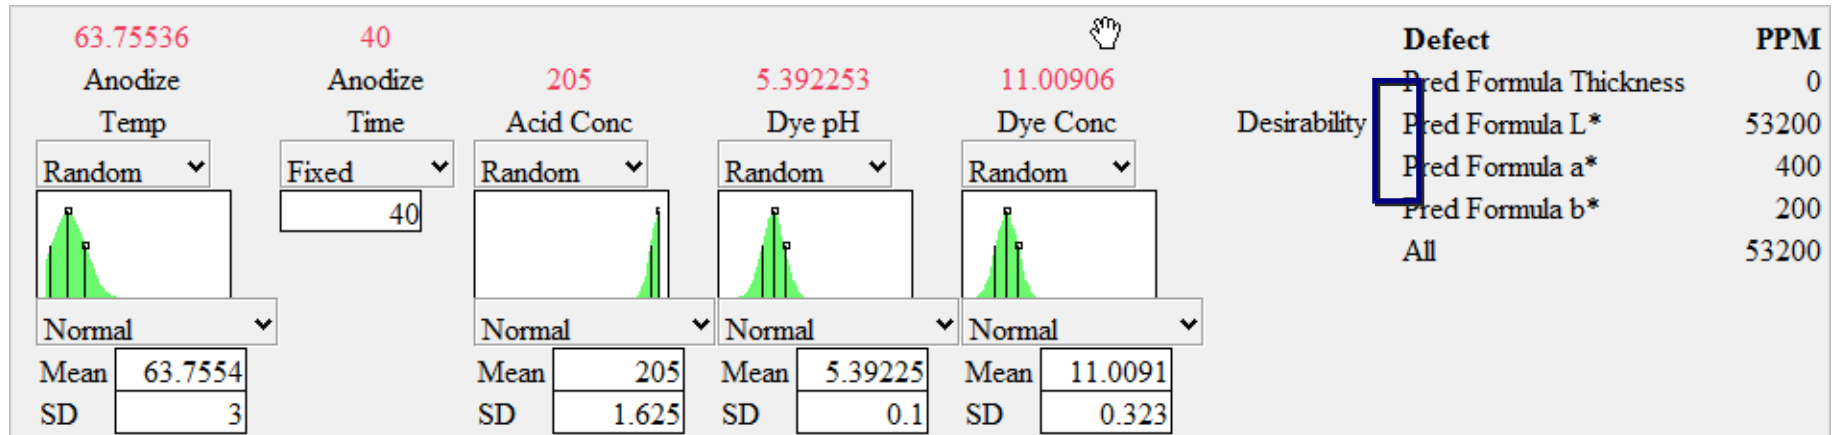 63.75536 40 Defect PPM
Anodize Anodize 205 5.392253 11.00906 Pred Formula Thickness 0
Temp Time Acid Conc Dye pH Dye Conc Desirability Pred Formula L* 53200
Random Fixed Random Random Random Pred Formula a* 400
40 Pred Formula b* 200
All 53200
Normal Normal Normal Normal
Mean 63.7554 Mean 205 Mean 5.39225 Mean 11.0091
SD 3 SD 1.625 SD 0.1 SD 0.323